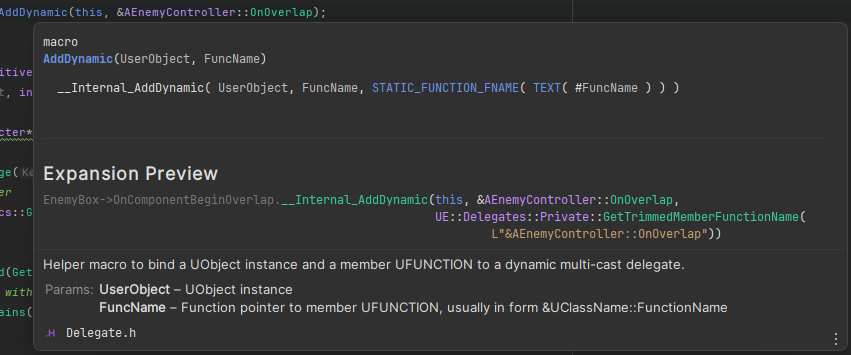 AddDynamic(this, &AEnemyController::OnOverlap);
macro
AddDynamic(UserObject, FuncName)
__Internal_AddDynamic( UserObject, FuncName, STATIC_FUNCTION_FNAME( TEXT( #FuncName ) ) )
itive
t, in
cter*
ge(
er
cs::G
d(Get
with
ains(
Expansion Preview
EnemyBox->OnComponentBeginOverlap.__Internal_AddDynamic(this, &AEnemyController::OnOverlap,
UE::Delegates::Private::GetTrimmedMemberFunctionName(
L"&AEnemyController::OnOverlap"))
Helper macro to bind a UObject instance and a member UFUNCTION to a dynamic multi-cast delegate.
Params: UserObject – UObject instance
FuncName – Function pointer to member UFUNCTION, usually in form &UClassName::FunctionName
.H Delegate.h